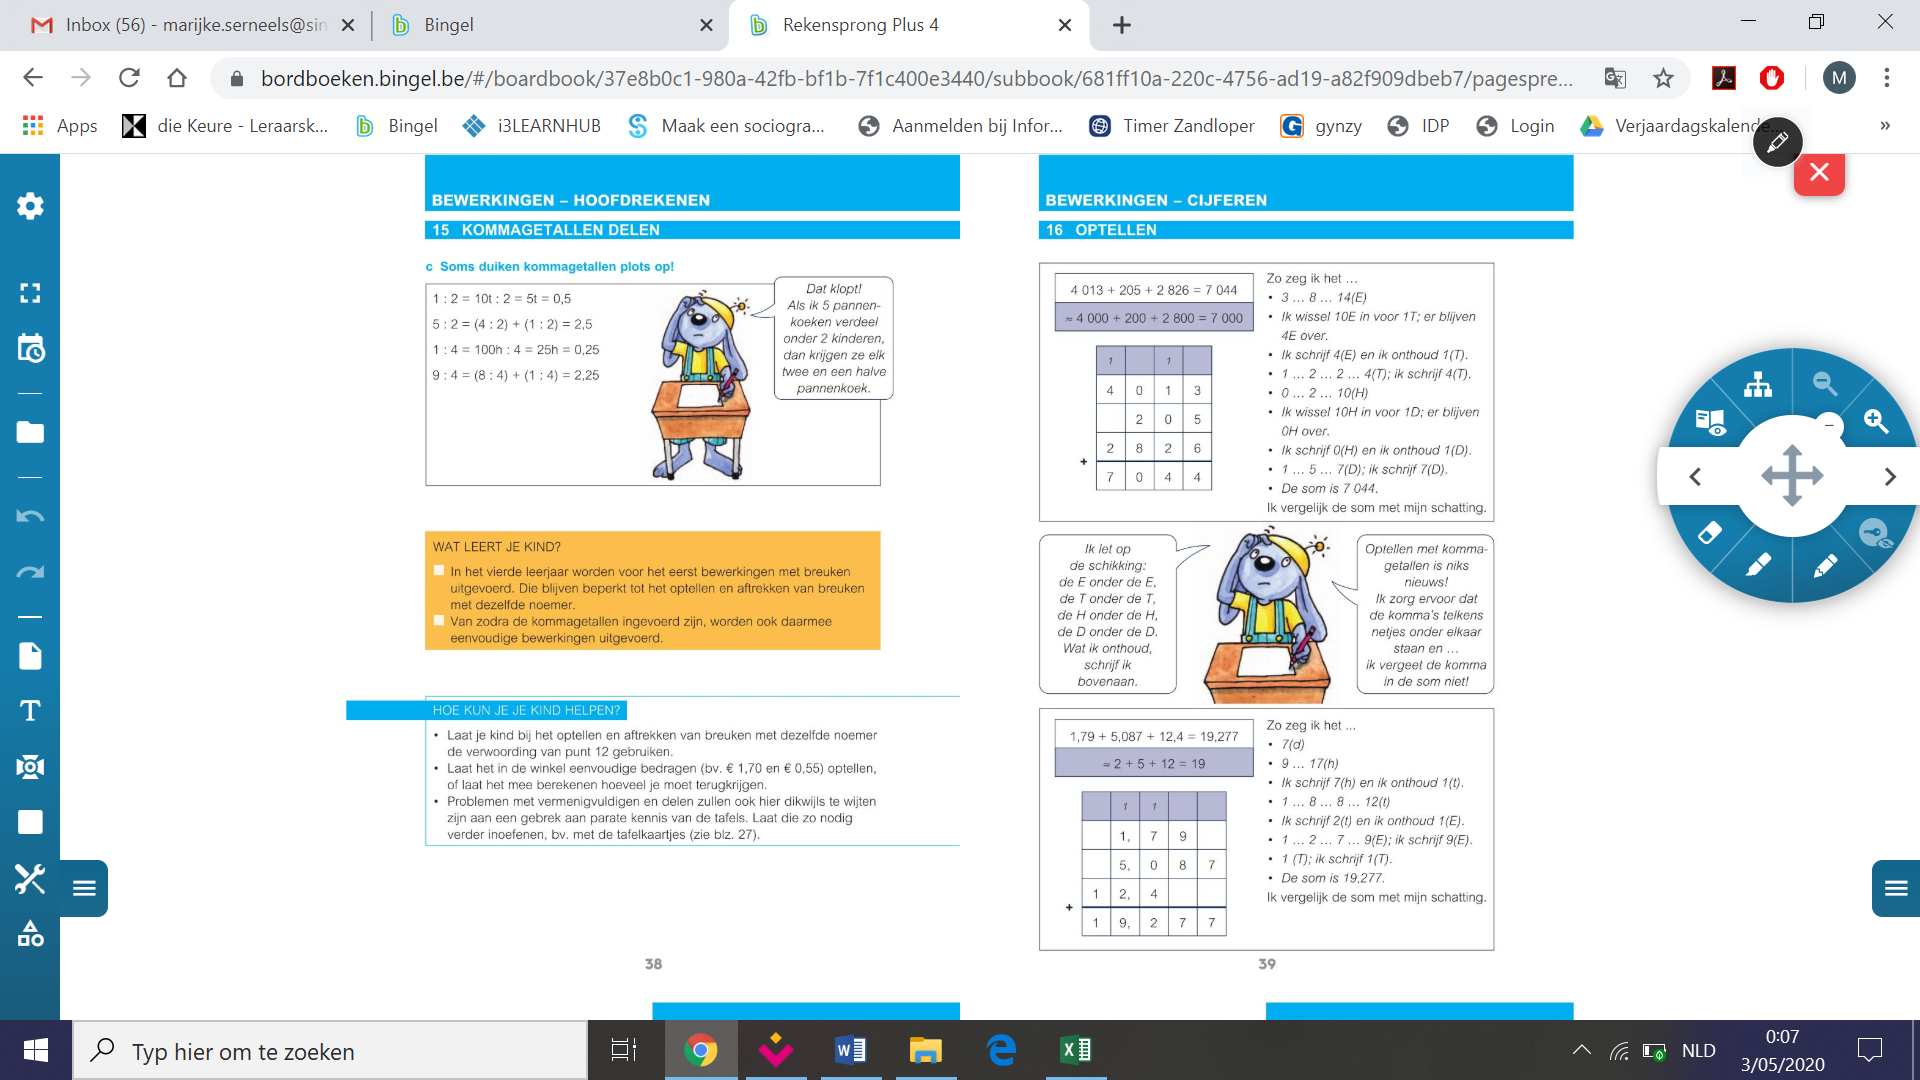 Inbox (56) - marijke.serneels@sin
Bingel
Rekensprong Plus 4
bordboeken.bingel.be/#/boardbook/37e8b0c1-980a-42fb-bf1b-7f1c400e3440/subbook/681ff10a-220c-4756-ad19-a82f909dbeb7/pagespre...
M
Apps
die Keure - Leraarsk...
Bingel
i3LEARNHUB
Maak een sociogra...
Aanmelden bij Infor...
Timer Zandloper
gynzy
IDP
Login
Verjaardagskalende
»
BEWERKINGEN – HOOFDREKENEN
15 KOMMAGETALLEN DELEN
c Soms duiken kommagetallen plots op!
1 : 2 = 10t : 2 = 5t = 0,5
5 : 2 = (4 : 2) + (1 : 2) = 2,5
1 : 4 = 100h : 4 = 25h = 0,25
9 : 4 = (8 : 4) + (1 : 4) = 2,25
Dat klopt!
Als ik 5 pannen-
koeken verdeel
onder 2 kinderen,
dan krijgen ze elk
twee en een halve
pannenkoek.
WAT LEERT JE KIND?
In het vierde leerjaar worden voor het eerst bewerkingen met breuken
uitgevoerd. Die blijven beperkt tot het optellen en aftrekken van breuken
met dezelfde noemer.
Van zodra de kommagetallen ingevoerd zijn, worden ook daarmee
eenvoudige bewerkingen uitgevoerd.
HOE KUN JE JE KIND HELPEN?
• Laat je kind bij het optellen en aftrekken van breuken met dezelfde noemer
de verwoording van punt 12 gebruiken.
• Laat het in de winkel eenvoudige bedragen (bv. € 1,70 en € 0,55) optellen,
of laat het mee berekenen hoeveel je moet terugkrijgen.
• Problemen met vermenigvuldigen en delen zullen ook hier dikwijls te wijten
zijn aan een gebrek aan parate kennis van de tafels. Laat die zo nodig
verder inoefenen, bv. met de tafelkaartjes (zie blz. 27).
38
BEWERKINGEN – CIJFEREN
16 OPTELLEN
4 013 + 205 + 2 826 = 7 044
≈ 4 000 + 200 + 2 800 = 7 000
1 1
4 0 1 3
2 0 5
2 8 2 6
+
7 0 4 4
Zo zeg ik het ...
• 3 ... 8 ... 14(E)
• Ik wissel 10E in voor 1T; er blijven
4E over.
• Ik schrijf 4(E) en ik onthoud 1(T).
• 1 ... 2 ... 2 ... 4(T); ik schrijf 4(T).
• 0 ... 2 ... 10(H)
• Ik wissel 10H in voor 1D; er blijven
0H over.
• Ik schrijf 0(H) en ik onthoud 1(D).
• 1 ... 5 ... 7(D); ik schrijf 7(D).
• De som is 7 044.
Ik vergelijk de som met mijn schatting.
Ik let op
de schikking:
de E onder de E,
de T onder de T,
de H onder de H,
de D onder de D.
Wat ik onthoud,
schrijf ik
bovenaan.
Optellen met komma-
getallen is niks
nieuws!
Ik zorg ervoor dat
de komma's telkens
netjes onder elkaar
staan en ...
ik vergeet de komma
in de som niet!
1,79 + 5,087 + 12,4 = 19,277
≈ 2 + 5 + 12 = 19
1 1
1, 7 9
5, 0 8 7
1 2, 4
+
1 9, 2 7 7
Zo zeg ik het ...
• 7(d)
• 9 ... 17(h)
• Ik schrijf 7(h) en ik onthoud 1(t).
• 1 ... 8 ... 8 ... 12(t)
• Ik schrijf 2(t) en ik onthoud 1(E).
• 1 ... 2 ... 7 ... 9(E); ik schrijf 9(E).
• 1 (T); ik schrijf 1(T).
• De som is 19,277.
Ik vergelijk de som met mijn schatting.
39
Typ hier om te zoeken
NLD
0:07
3/05/2020